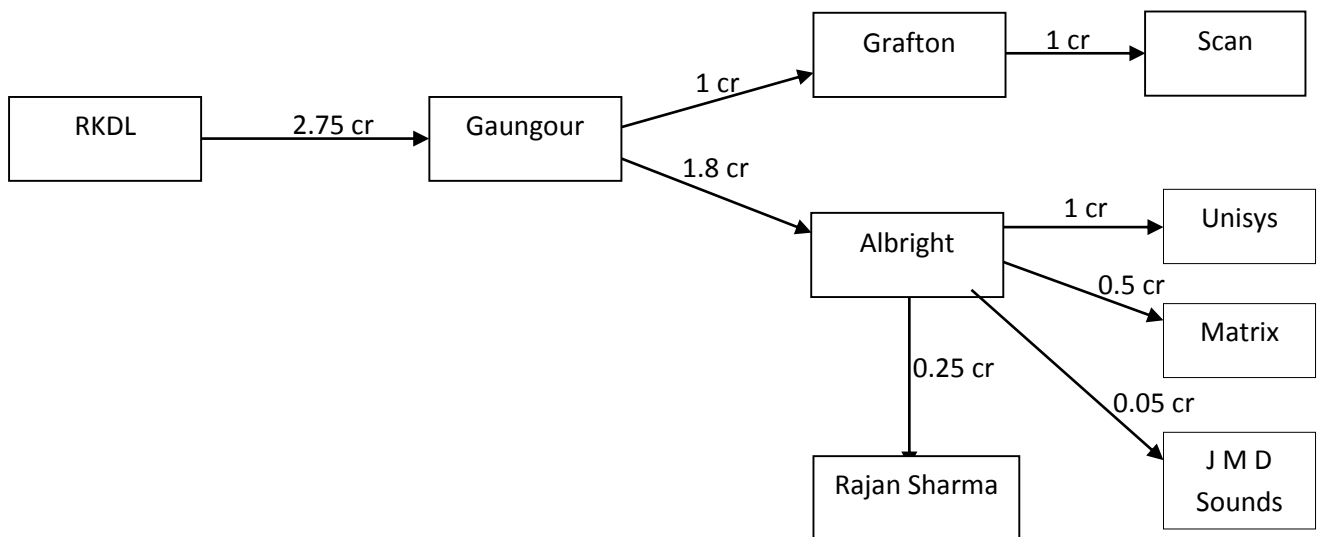 Grafton
1 cr
Scan
1 cr
RKDL
2.75 cr
Gaungour
1.8 cr
Albright
1 cr
Unisys
0.5 cr
Matrix
0.25 cr
0.05 cr
Rajan Sharma
J M D
Sounds